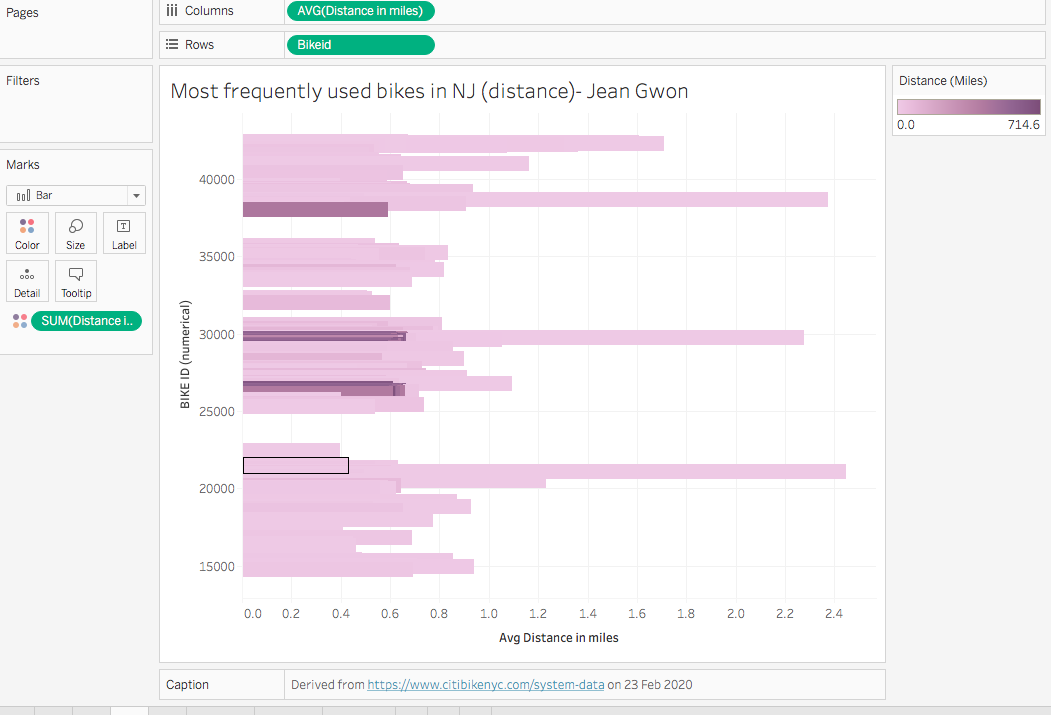 Pages
Columns
AVG(Distance in miles)
Rows
Bikeid
Filters
Marks
Bar
Color
Size
Label
Detail
Tooltip
SUM(Distance i..
Most frequently used bikes in NJ (distance)- Jean Gwon
BIKE ID (numerical)
40000
35000
30000
25000
20000
15000
0.0 0.2 0.4 0.6 0.8 1.0 1.2 1.4 1.6 1.8 2.0 2.2 2.4
Avg Distance in miles
Distance (Miles)
0.0 714.6
Caption
Derived from https://www.citibikenyc.com/system-data on 23 Feb 2020